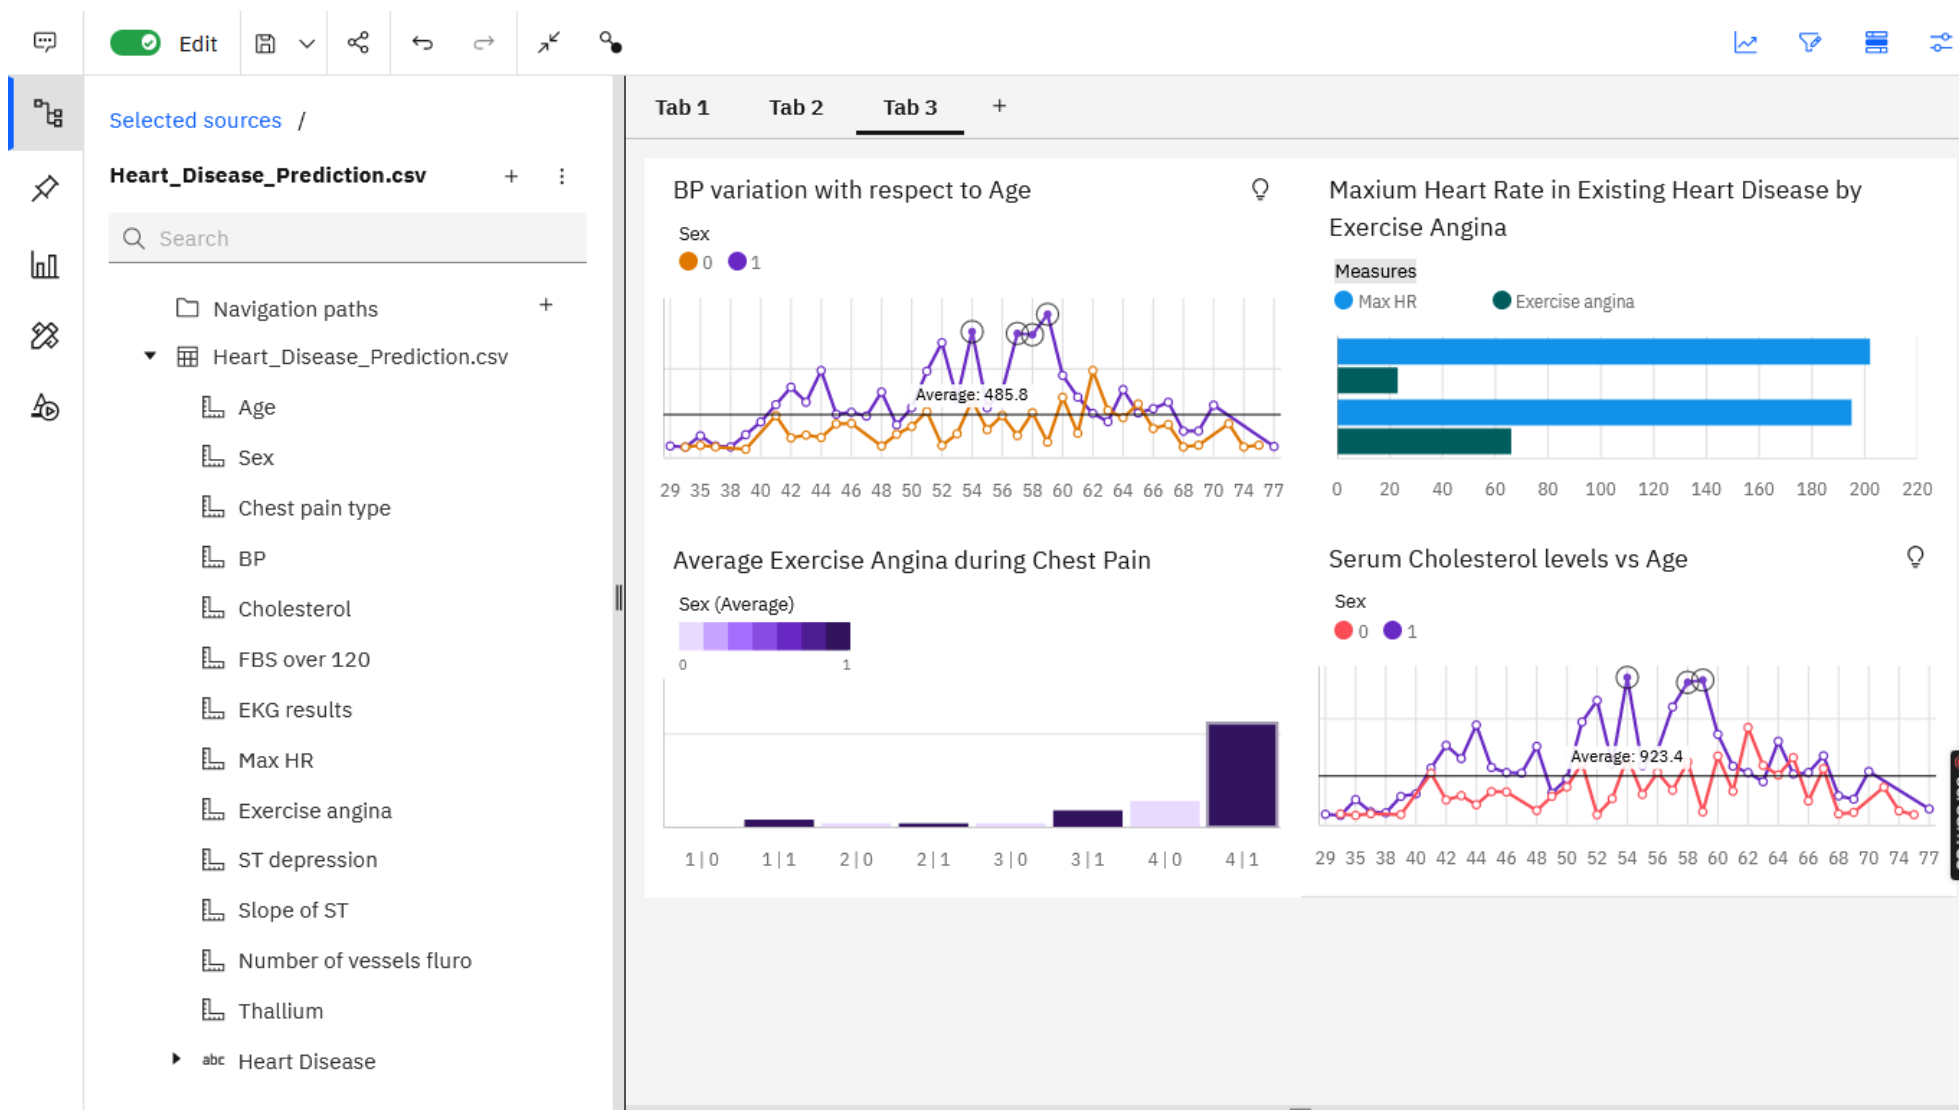 Edit
Selected sources /
Heart_Disease_Prediction.csv
Search
Navigation paths
Heart_Disease_Prediction.csv
Age
Sex
Chest pain type
BP
Cholesterol
FBS over 120
EKG results
Max HR
Exercise angina
ST depression
Slope of ST
Number of vessels fluro
Thallium
abc Heart Disease
Tab 1 Tab 2 Tab 3
BP variation with respect to Age
Sex
0 1
Average: 485.8
29 35 38 40 42 44 46 48 50 52 54 56 58 60 62 64 66 68 70 74 77
Maxium Heart Rate in Existing Heart Disease by
Exercise Angina
Measures
Max HR Exercise angina
0 20 40 60 80 100 120 140 160 180 200 220
Average Exercise Angina during Chest Pain
Sex (Average)
0 1
1|0 1|1 2|0 2|1 3|0 3|1 4|0 4|1
Serum Cholesterol levels vs Age
Sex
0 1
Average: 923.4
29 35 38 40 42 44 46 48 50 52 54 56 58 60 62 64 66 68 70 74 77